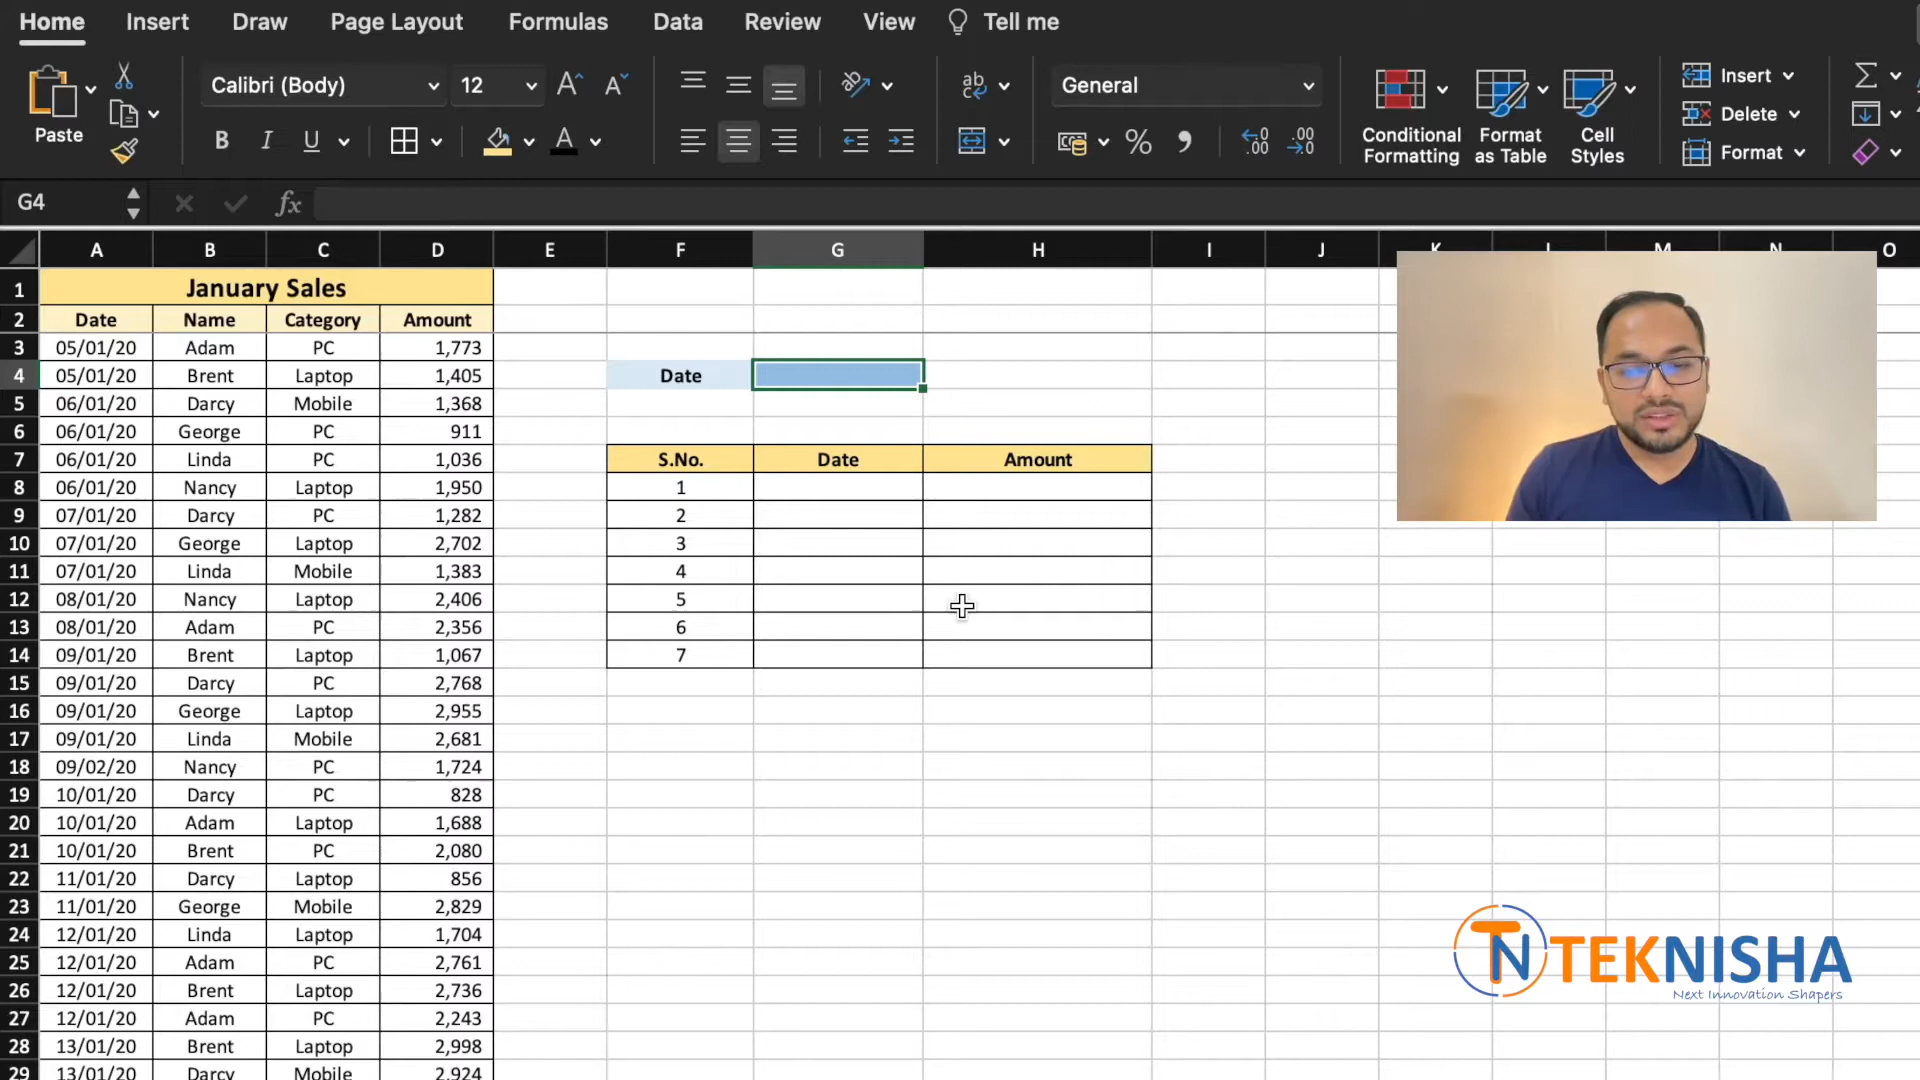 Home Insert Draw Page Layout Formulas Data Review View Tell me
Paste
Calibri (Body) 12
General
Conditional Formatting
Format as Table
Cell Styles
Insert
Delete
Format
G4 fx
A B C D E F G H I J K L M N O
1 January Sales
2 Date Name Category Amount
3 05/01/20 Adam PC 1,773
4 05/01/20 Brent Laptop 1,405 Date
5 06/01/20 Darcy Mobile 1,368
6 06/01/20 George PC 911
7 06/01/20 Linda PC 1,036 S.No. Date Amount
8 06/01/20 Nancy Laptop 1,950 1
9 07/01/20 Darcy PC 1,282 2
10 07/01/20 George Laptop 2,702 3
11 07/01/20 Linda Mobile 1,383 4
12 08/01/20 Nancy Laptop 2,406 5
13 08/01/20 Adam PC 2,356 6
14 09/01/20 Brent Laptop 1,067 7
15 09/01/20 Darcy PC 2,768
16 09/01/20 George Laptop 2,955
17 09/01/20 Linda Mobile 2,681
18 09/02/20 Nancy PC 1,724
19 10/01/20 Darcy PC 828
20 10/01/20 Adam Laptop 1,688
21 10/01/20 Brent PC 2,080
22 11/01/20 Darcy Laptop 856
23 11/01/20 George Mobile 2,829
24 12/01/20 Linda Laptop 1,704
25 12/01/20 Adam PC 2,761
26 12/01/20 Brent Laptop 2,736
27 12/01/20 Adam PC 2,243
28 13/01/20 Brent Laptop 2,998
29 13/01/20 Darcy Mobile 2,924
TN TEKNISHA
Next Innovation Shapers